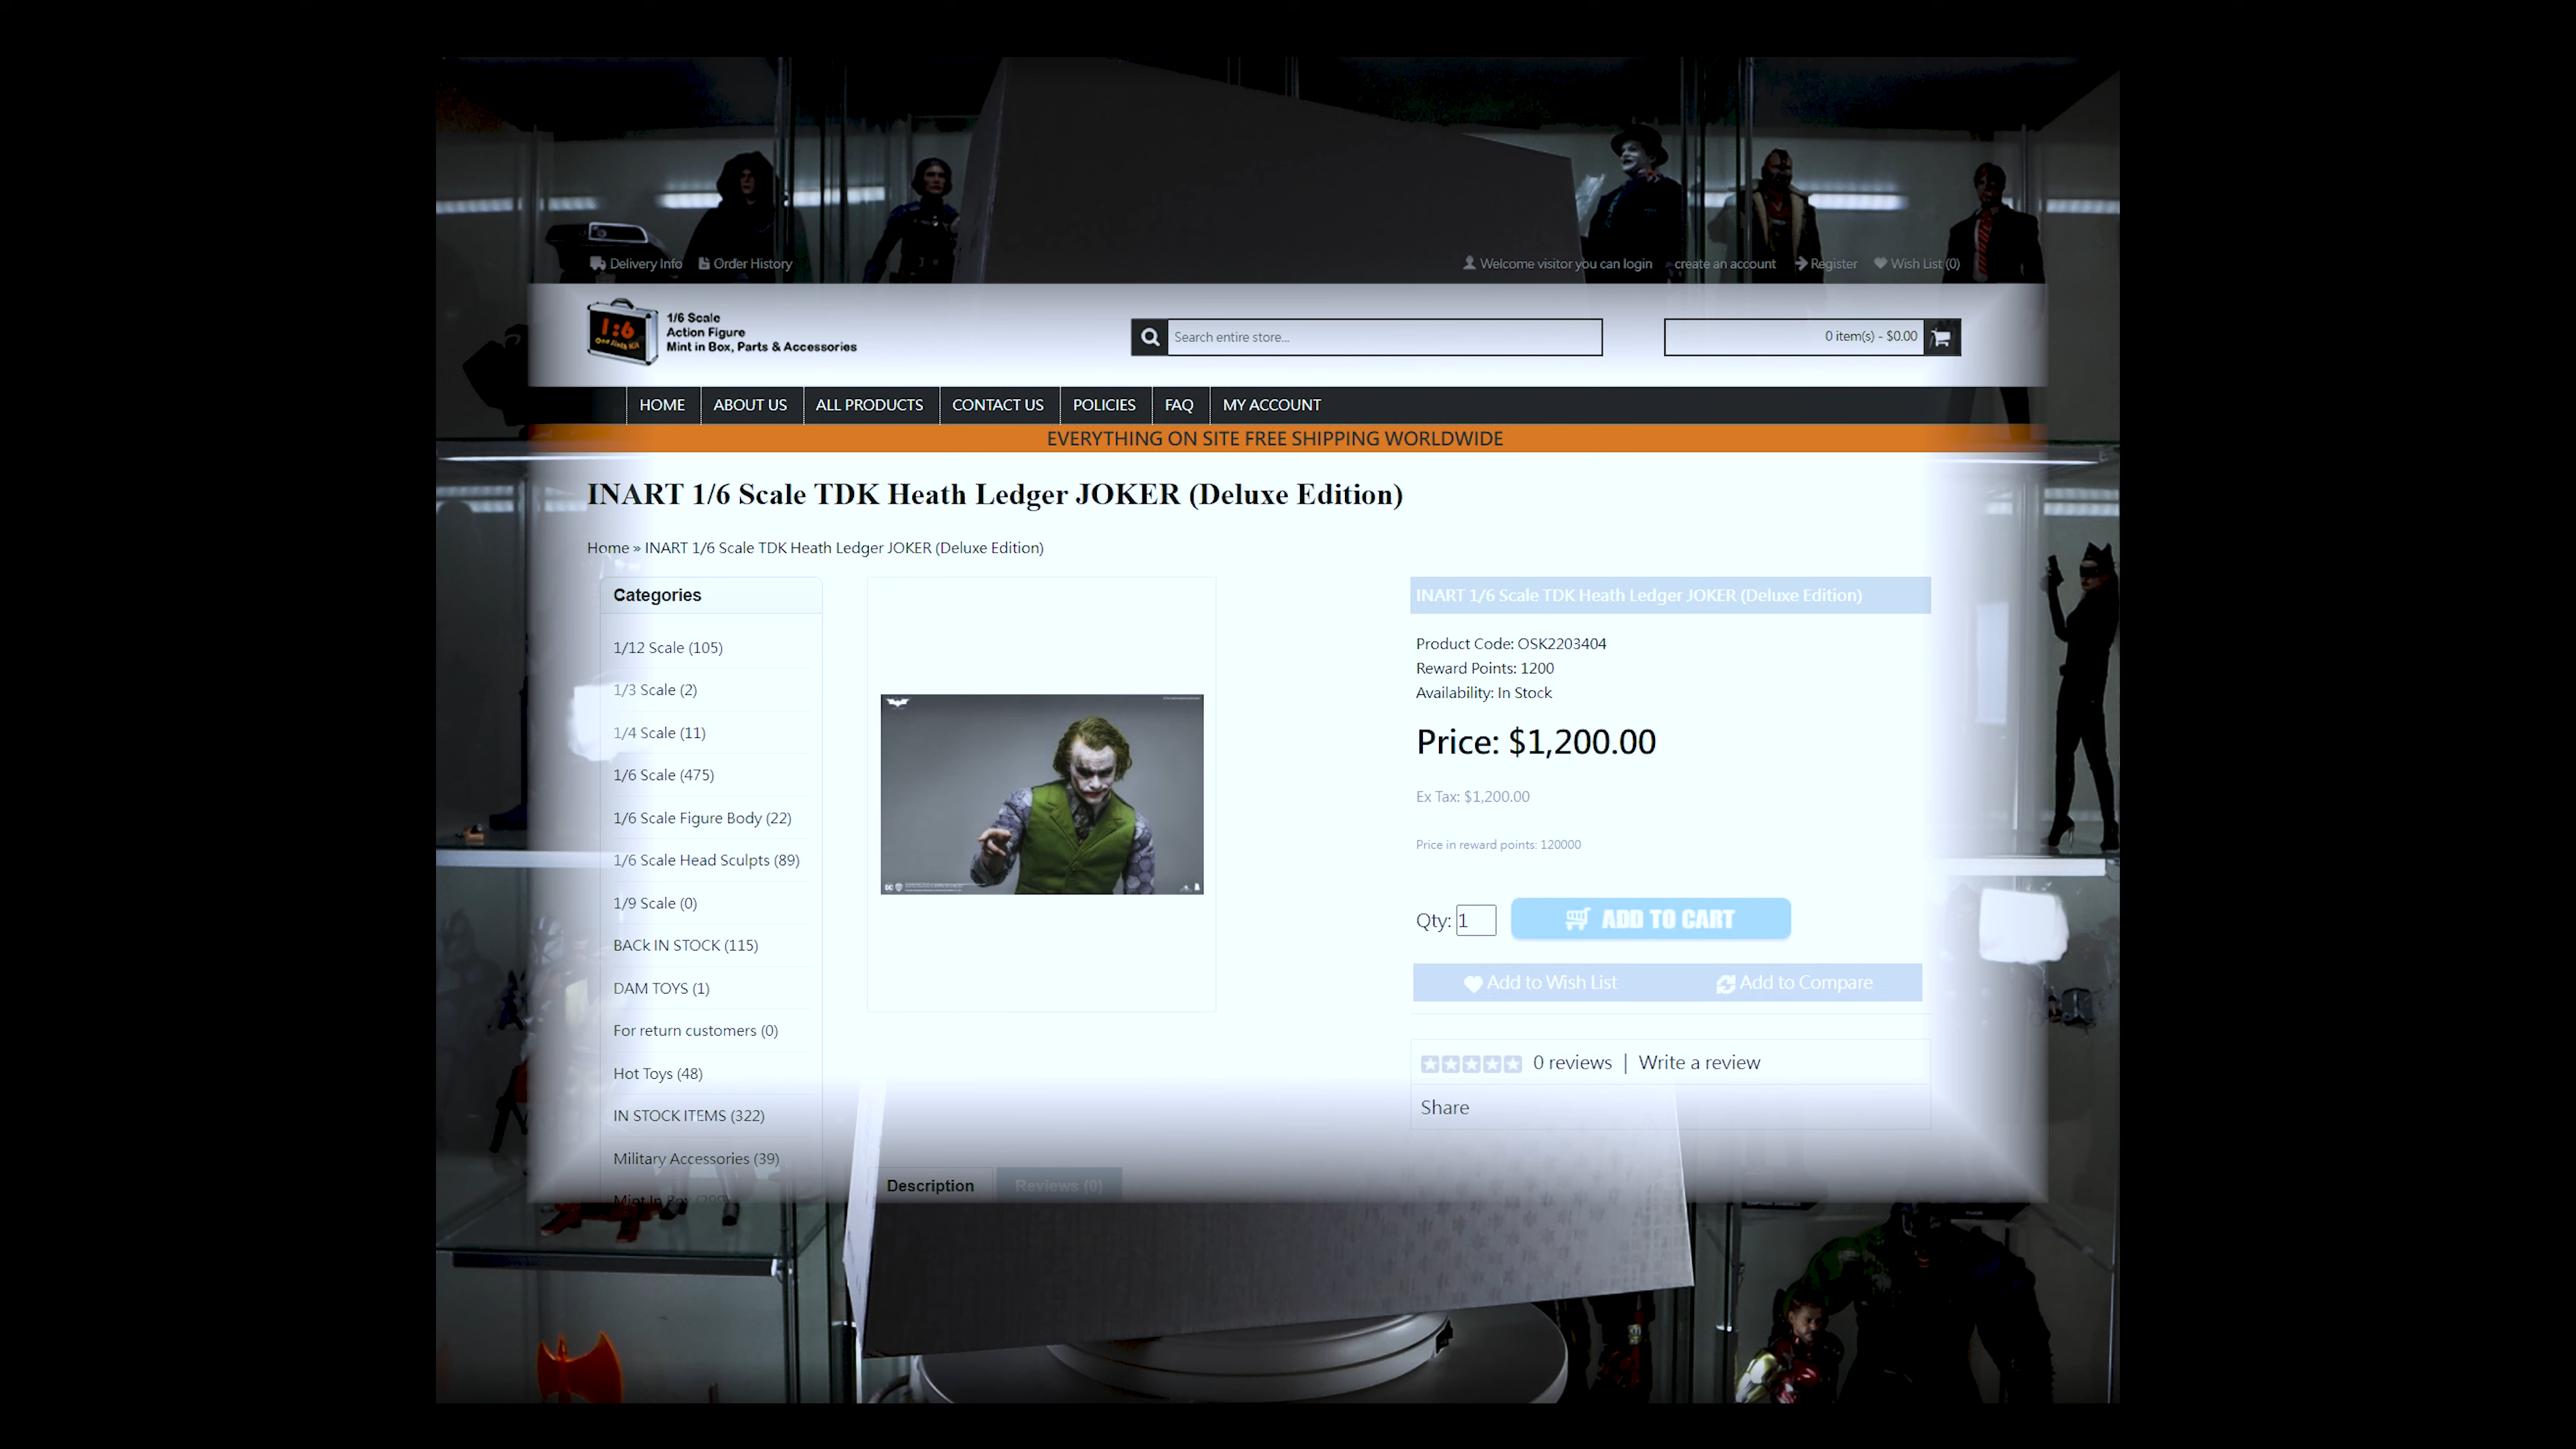 Delivery Info Order History
Welcome visitor you can login create an account Register Wish List (0)
1:6
One Sixth Kit
1/6 Scale
Action Figure
Mint in Box, Parts & Accessories
Search entire store...
0 item(s) - $0.00
HOME ABOUT US ALL PRODUCTS CONTACT US POLICIES FAQ MY ACCOUNT
EVERYTHING ON SITE FREE SHIPPING WORLDWIDE
INART 1/6 Scale TDK Heath Ledger JOKER (Deluxe Edition)
Home » INART 1/6 Scale TDK Heath Ledger JOKER (Deluxe Edition)
Categories
1/12 Scale (105)
1/3 Scale (2)
1/4 Scale (11)
1/6 Scale (475)
1/6 Scale Figure Body (22)
1/6 Scale Head Sculpts (89)
1/9 Scale (0)
BACk IN STOCK (115)
DAM TOYS (1)
For return customers (0)
Hot Toys (48)
IN STOCK ITEMS (322)
Military Accessories (39)
Mint In Box (299)
INART 1/6 Scale TDK Heath Ledger JOKER (Deluxe Edition)
Product Code: OSK2203404
Reward Points: 1200
Availability: In Stock
Price: $1,200.00
Ex Tax: $1,200.00
Price in reward points: 120000
Qty: 1 ADD TO CART
Add to Wish List Add to Compare
0 reviews | Write a review
Share
Description Reviews (0)